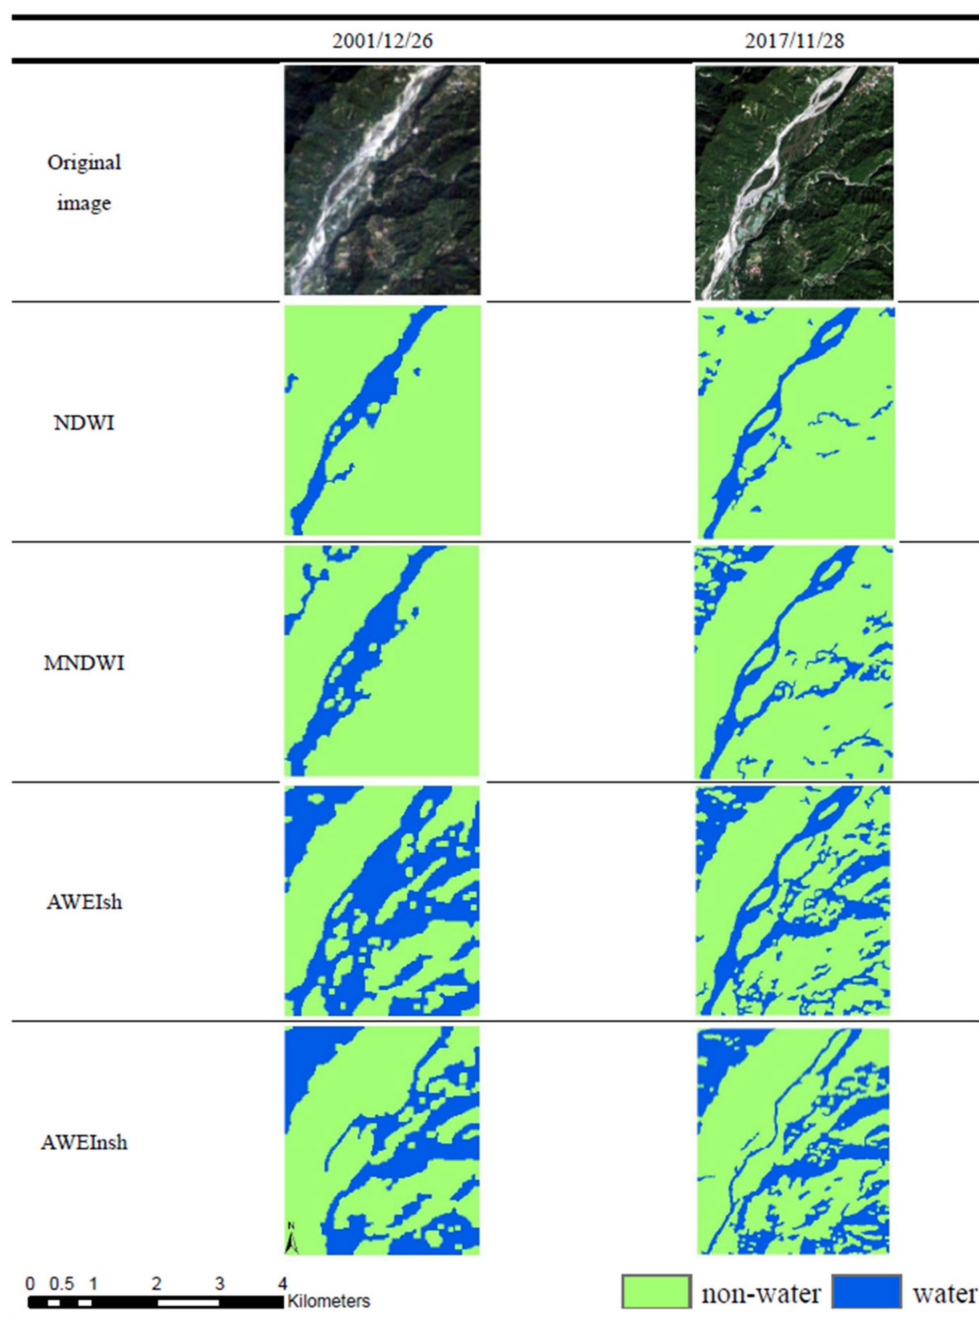 2001/12/26 2017/11/28
Original
image
NDWI
MNDWI
AWEIsh
AWEInsh
N
0 0.5 1 2 3 4
Kilometers
non-water water